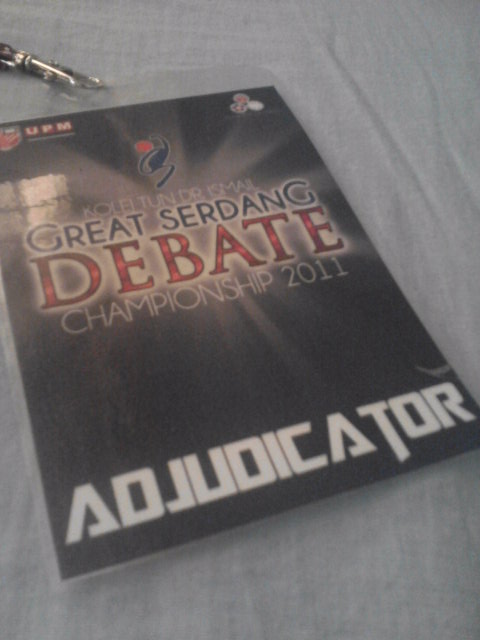 UPM
KOLEJ TUN DR. ISMAIL
GREAT SERDANG
DEBATE
CHAMPIONSHIP 2011
ADJUDICATOR